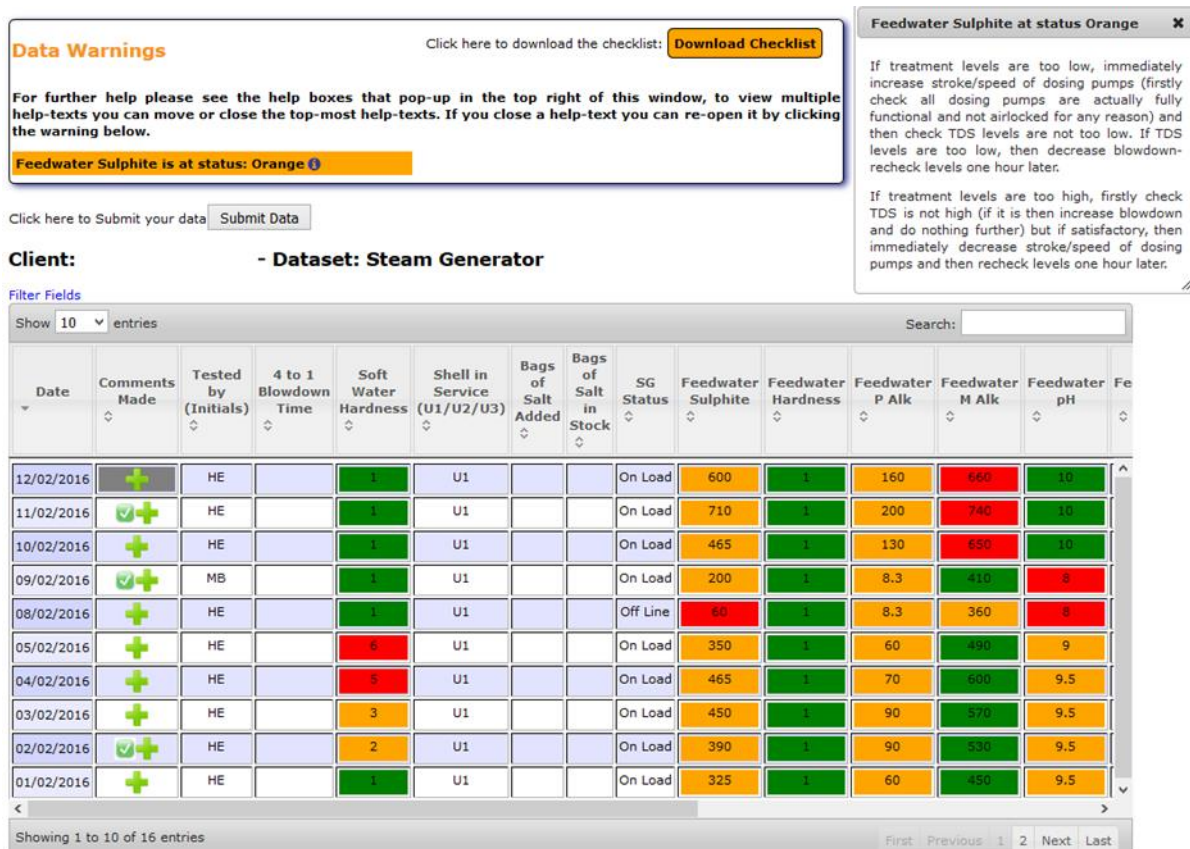 Data Warnings
Click here to download the checklist: Download Checklist
For further help please see the help boxes that pop-up in the top right of this window, to view multiple
help-texts you can move or close the top-most help-texts. If you close a help-text you can re-open it by clicking
the warning below.
Feedwater Sulphite is at status: Orange
Feedwater Sulphite at status Orange
If treatment levels are too low, immediately
increase stroke/speed of dosing pumps (firstly
check all dosing pumps are actually fully
functional and not airlocked for any reason) and
then check TDS levels are not too low. If TDS
levels are too low, then decrease blowdown-
recheck levels one hour later.
If treatment levels are too high, firstly check
TDS is not high (if it is then increase blowdown
and do nothing further) but if satisfactory, then
immediately decrease stroke/speed of dosing
pumps and then recheck levels one hour later.
Click here to Submit your data Submit Data
Client: - Dataset: Steam Generator
Filter Fields
Show 10 entries Search:
Date Comments Made Tested by (Initials) 4 to 1 Blowdown Time Soft Water Hardness Shell in Service (U1/U2/U3) Bags of Salt Added Bags of Salt in Stock SG Status Feedwater Sulphite Feedwater Hardness Feedwater P Alk Feedwater M Alk Feedwater pH Fe
12/02/2016 HE 1 U1 On Load 600 1 160 660 10
11/02/2016 HE 1 U1 On Load 710 1 200 740 10
10/02/2016 HE 1 U1 On Load 465 1 130 650 10
09/02/2016 MB 1 U1 On Load 200 1 8.3 410 8
08/02/2016 HE 1 U1 Off Line 60 1 8.3 360 8
05/02/2016 HE 6 U1 On Load 350 1 60 490 9
04/02/2016 HE 5 U1 On Load 465 1 70 600 9.5
03/02/2016 HE 3 U1 On Load 450 1 90 570 9.5
02/02/2016 HE 2 U1 On Load 390 1 90 530 9.5
01/02/2016 HE 1 U1 On Load 325 1 60 450 9.5
Showing 1 to 10 of 16 entries First Previous 1 2 Next Last